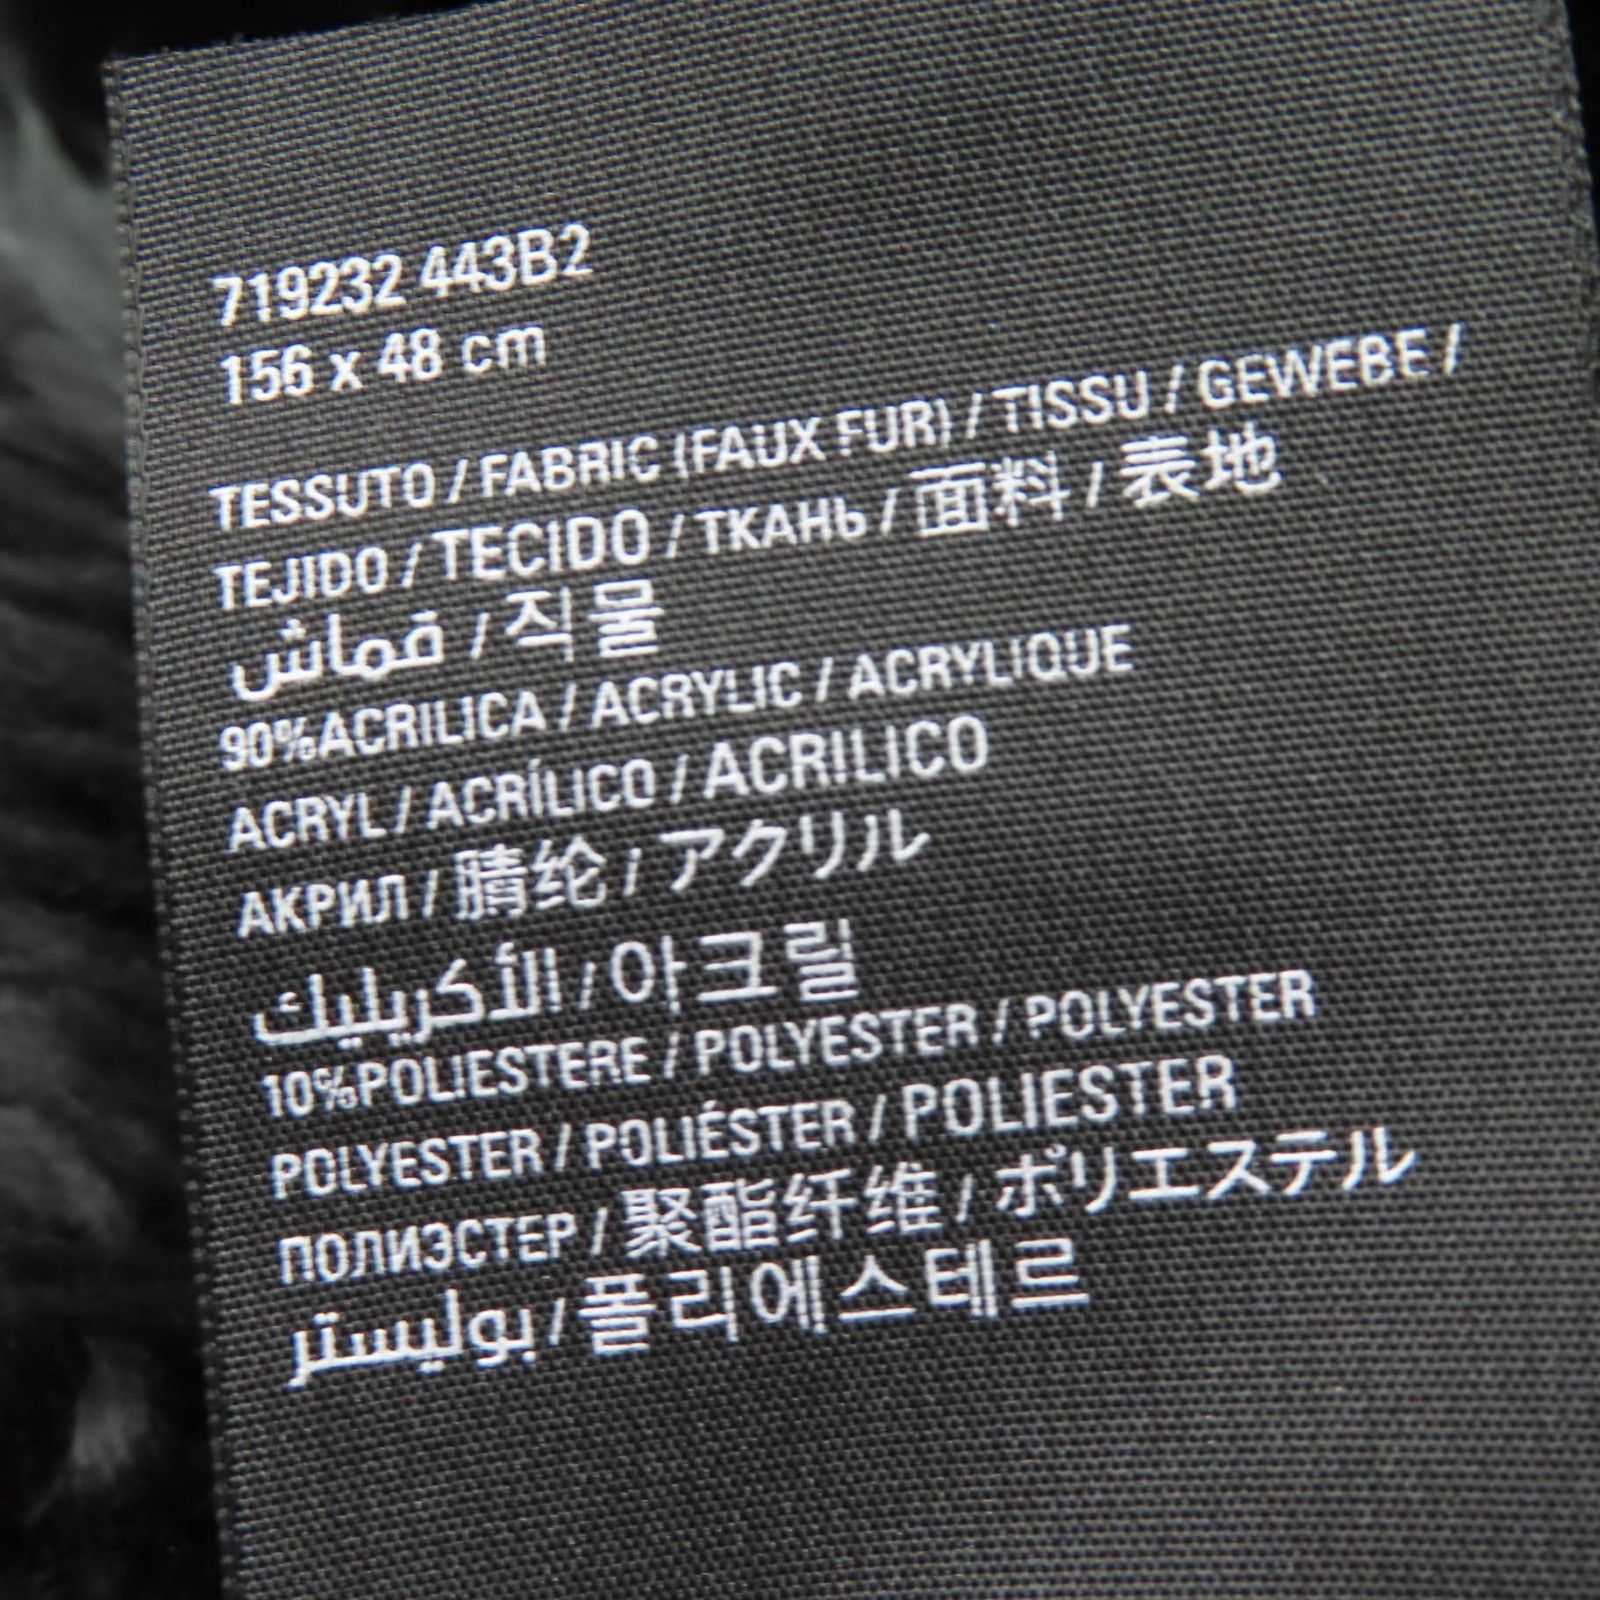 719232 443B2
156 x 48 cm
TESSUTO / FABRIC (FAUX FUR) / TISSU / GEWEBE /
TEJIDO / TECIDO / ТКАНЬ / 面料 / 表地
قماش / 직물
90%ACRILICA / ACRYLIC / ACRYLIQUE
ACRYL / ACRÍLICO / ACRILICO
АКРИЛ / 腈纶 / アクリル
الأكريليك / 아크릴
10%POLIESTERE / POLYESTER / POLYESTER
POLYESTER / POLIÉSTER / POLIESTER
ПОЛИЭСТЕР / 聚酯纤维 / ポリエステル
بوليستر / 폴리에스테르